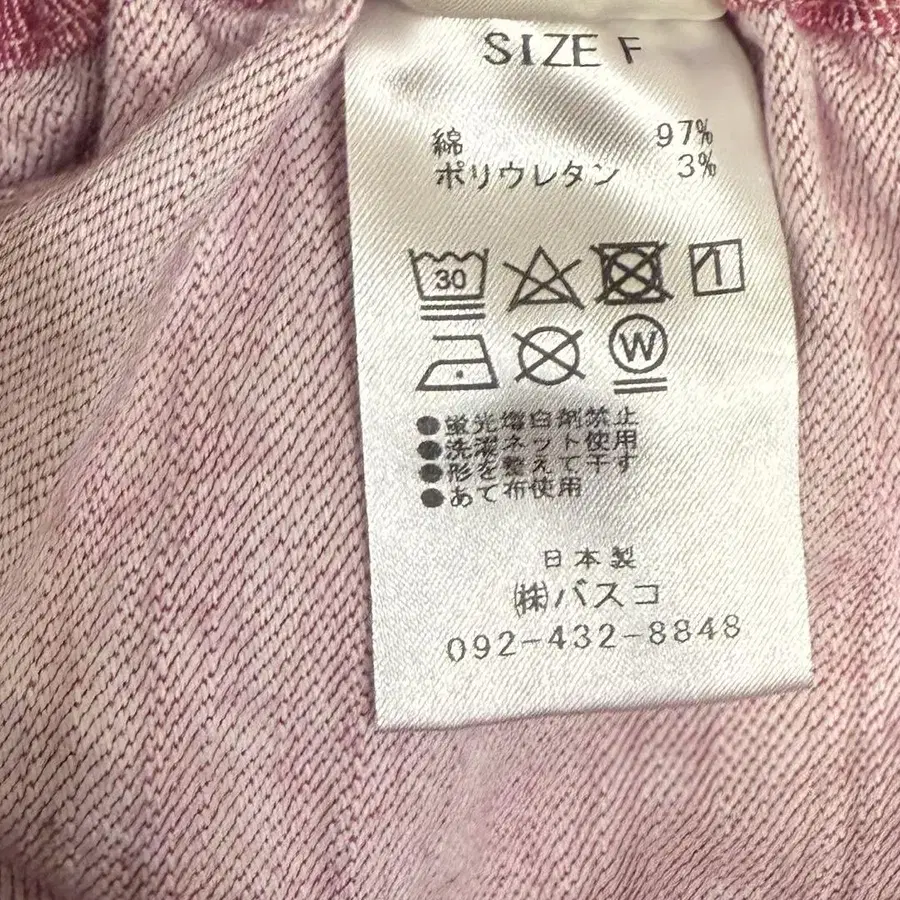 SIZE F
綿 97%
ポリウレタン 3%
30
W
●蛍光増白剤禁止
●洗濯ネット使用
●形を整えて干す
●あて布使用
日本製
㈱バスコ
092-432-8848